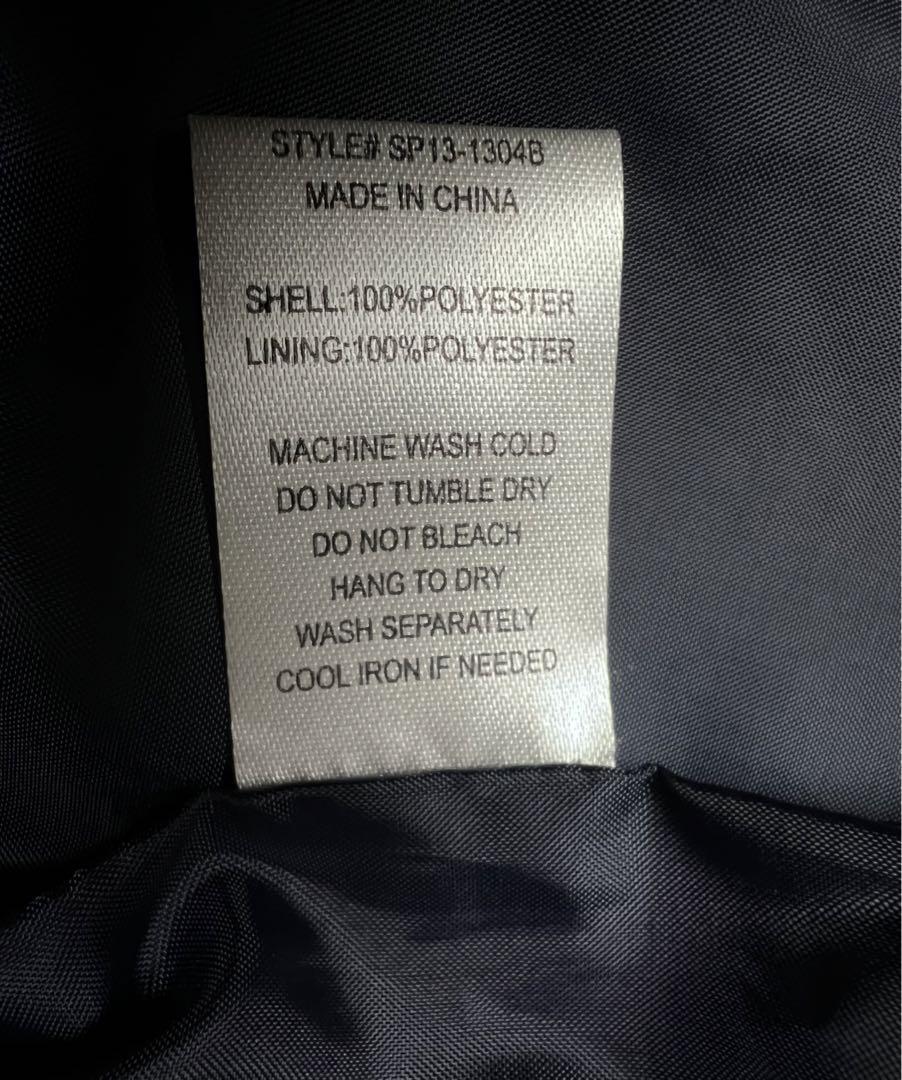 STYLE# SP13-1304B
MADE IN CHINA
SHELL:100%POLYESTER
LINING:100%POLYESTER
MACHINE WASH COLD
DO NOT TUMBLE DRY
DO NOT BLEACH
HANG TO DRY
WASH SEPARATELY
COOL IRON IF NEEDED